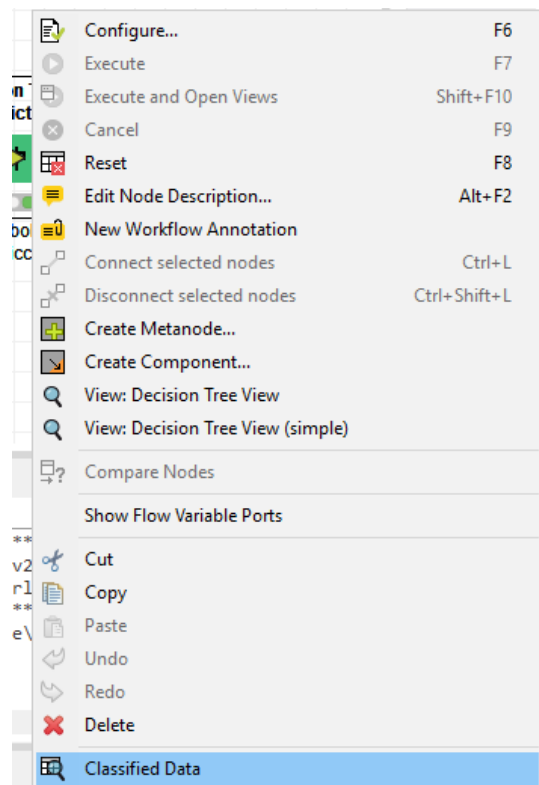 Configure... F6
Execute F7
Execute and Open Views Shift+F10
Cancel F9
Reset F8
Edit Node Description... Alt+F2
New Workflow Annotation
Connect selected nodes Ctrl+L
Disconnect selected nodes Ctrl+Shift+L
Create Metanode...
Create Component...
View: Decision Tree View
View: Decision Tree View (simple)
Compare Nodes
Show Flow Variable Ports
Cut
Copy
Paste
Undo
Redo
Delete
Classified Data